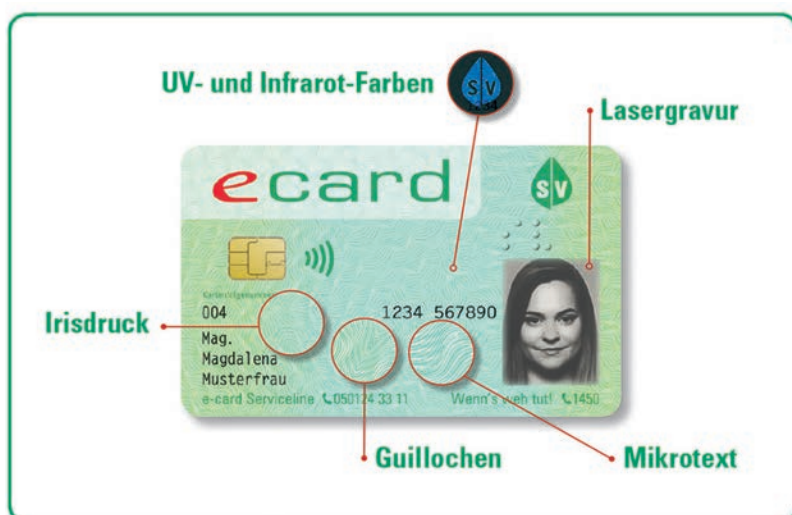 UV- und Infrarot-Farben
SV
1234
Lasergravur
ecard
SV
Kartenfolgenummer
004
1234 567890
Irisdruck
Mag.
Magdalena
Musterfrau
e-card Serviceline 050124 33 11
Wenn's weh tut! 1450
Guillochen
Mikrotext